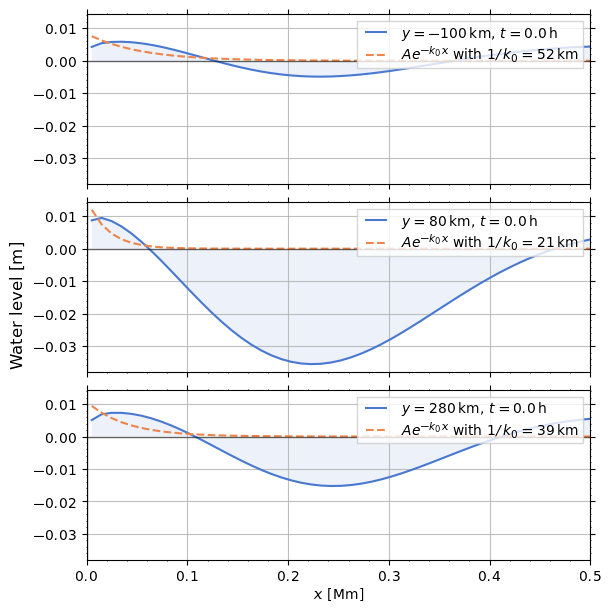 0.01
0.00
−0.01
−0.02
−0.03
y = −100 km, t = 0.0 h
Ae^{−k₀x} with 1/k₀ = 52 km
0.01
0.00
−0.01
−0.02
−0.03
y = 80 km, t = 0.0 h
Ae^{−k₀x} with 1/k₀ = 21 km
Water level [m]
0.01
0.00
−0.01
−0.02
−0.03
y = 280 km, t = 0.0 h
Ae^{−k₀x} with 1/k₀ = 39 km
0.0 0.1 0.2 0.3 0.4 0.5
x [Mm]